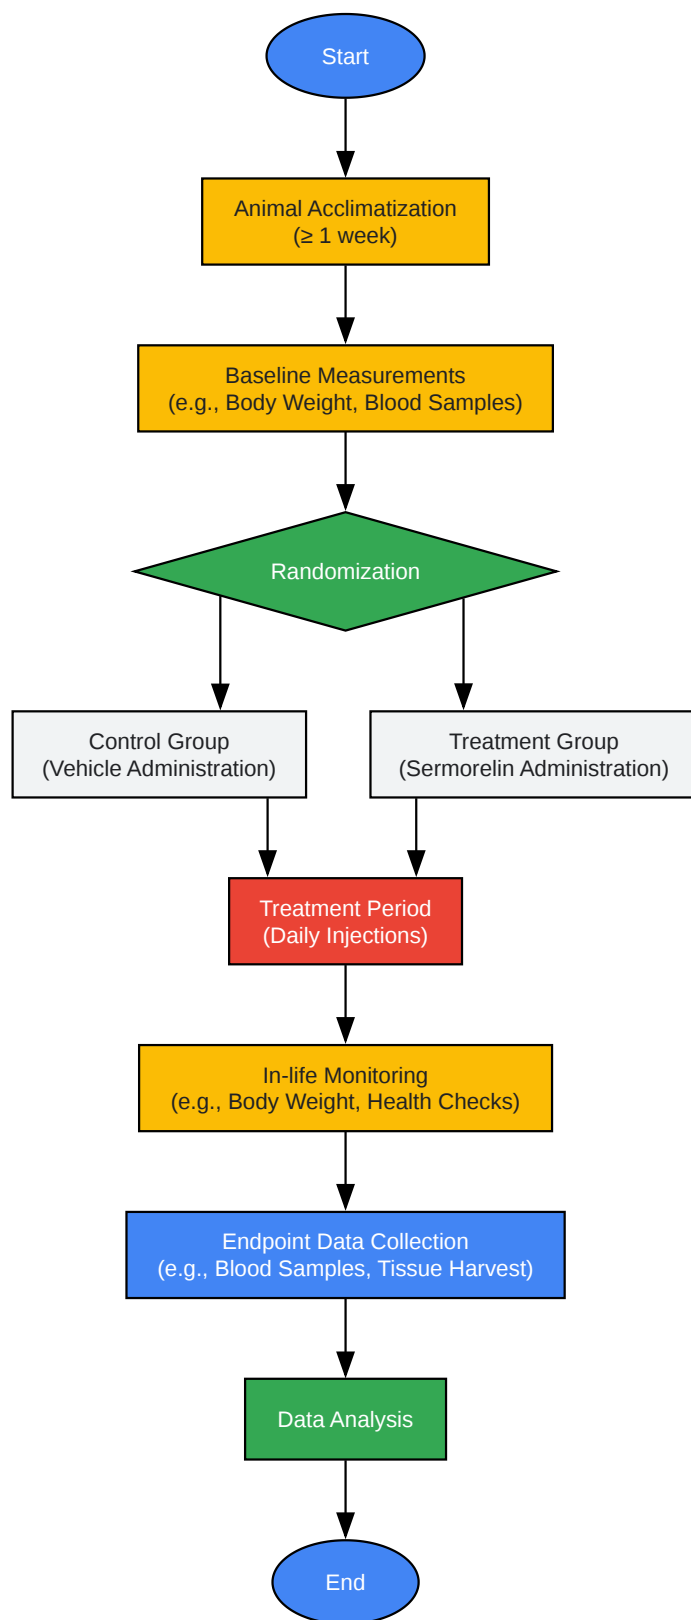 Start
Animal Acclimatization
(≥ 1 week)
Baseline Measurements
(e.g., Body Weight, Blood Samples)
Randomization
Control Group
(Vehicle Administration)
Treatment Group
(Sermorelin Administration)
Treatment Period
(Daily Injections)
In-life Monitoring
(e.g., Body Weight, Health Checks)
Endpoint Data Collection
(e.g., Blood Samples, Tissue Harvest)
Data Analysis
End